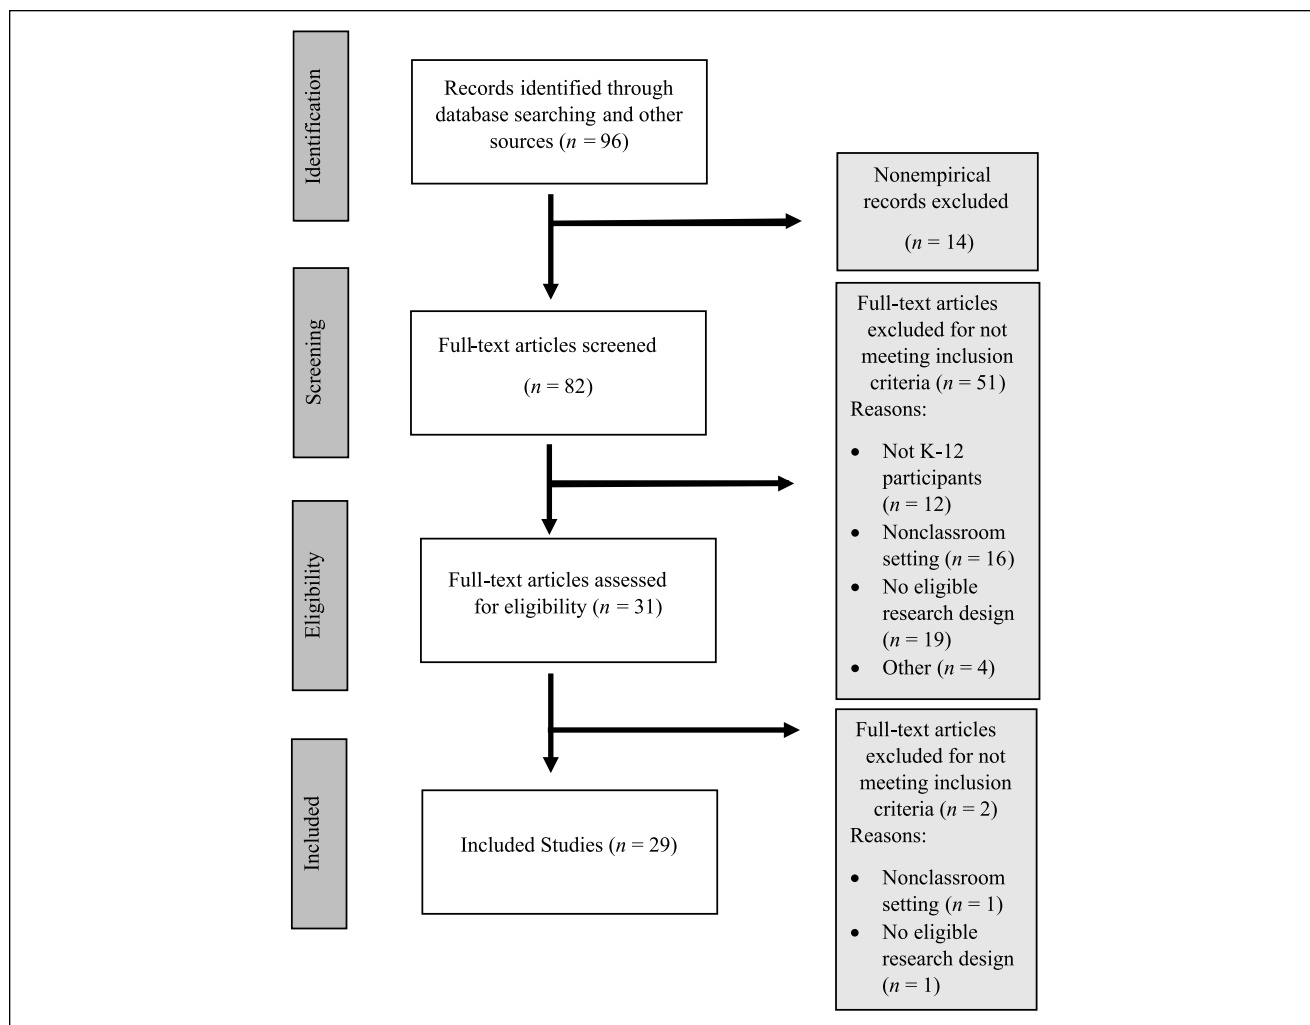 Identification
Records identified through
database searching and other
sources (n = 96)
Nonempirical
records excluded
(n = 14)
Screening
Full-text articles screened
(n = 82)
Full-text articles
excluded for not
meeting inclusion
criteria (n = 51)
Reasons:
• Not K-12
participants
(n = 12)
• Nonclassroom
setting (n = 16)
• No eligible
research design
(n = 19)
• Other (n = 4)
Eligibility
Full-text articles assessed
for eligibility (n = 31)
Full-text articles
excluded for not
meeting inclusion
criteria (n = 2)
Reasons:
• Nonclassroom
setting (n = 1)
• No eligible
research design
(n = 1)
Included
Included Studies (n = 29)